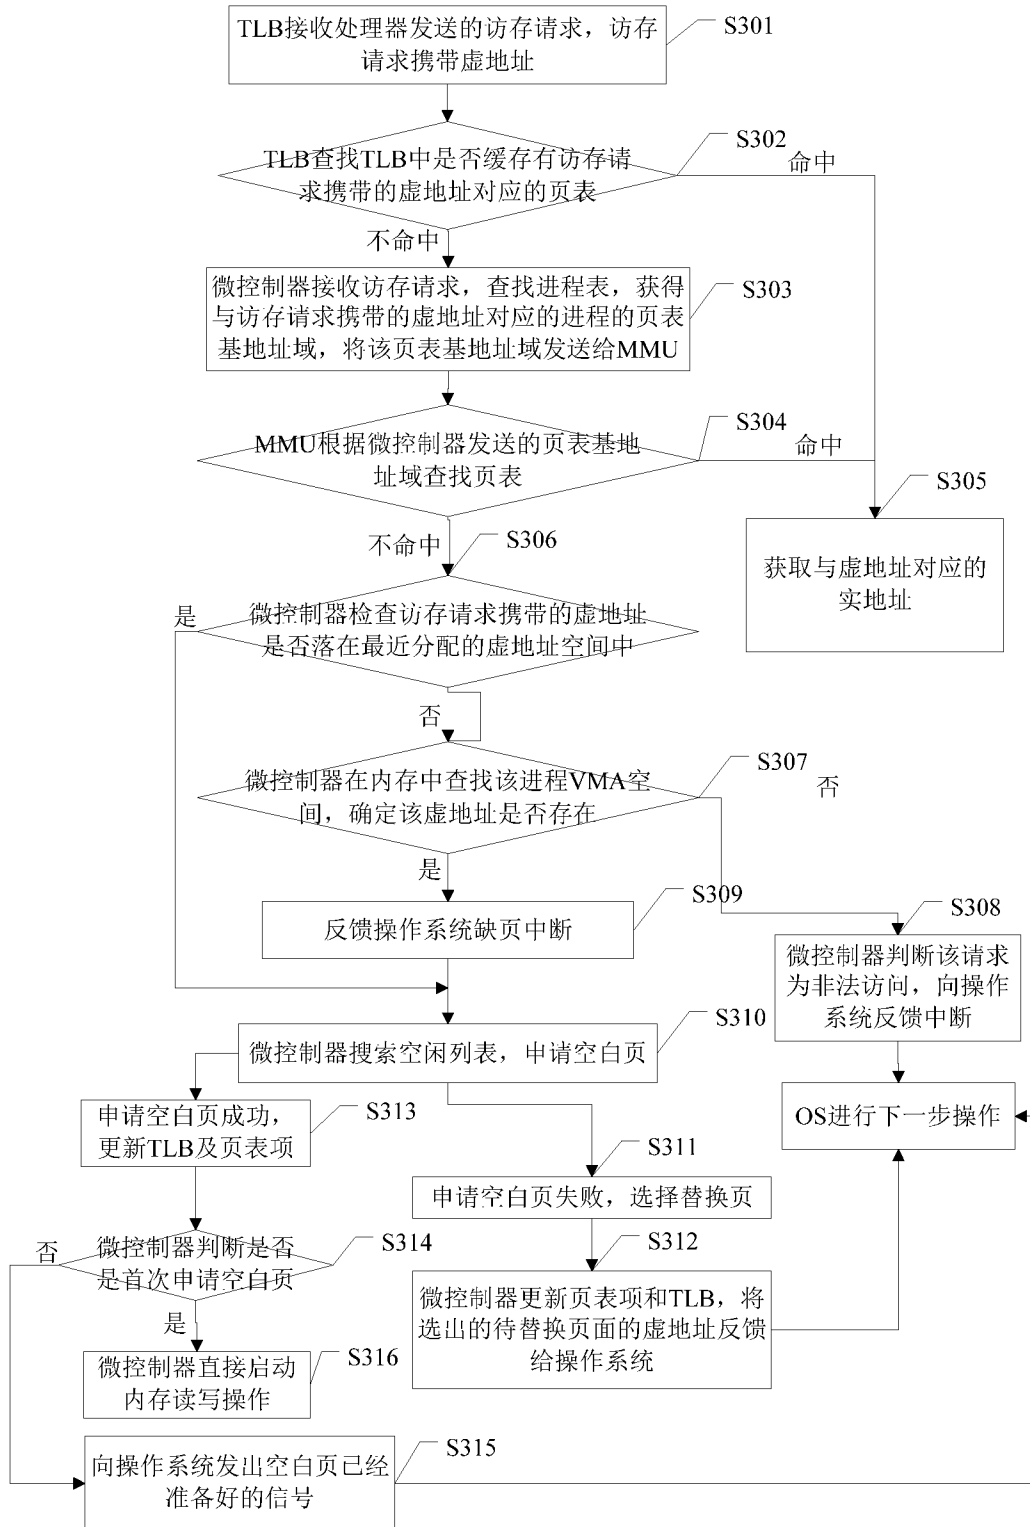 TLB接收处理器发送的访存请求，访存
请求携带虚地址
S301
TLB查找TLB中是否缓存有访存请
求携带的虚地址对应的页表
S302
命中
不命中
微控制器接收访存请求，查找进程表，获得
与访存请求携带的虚地址对应的进程的页表
基地址域，将该页表基地址域发送给MMU
S303
MMU根据微控制器发送的页表基地
址域查找页表
S304
命中
S305
获取与虚地址对应的
实地址
不命中
S306
微控制器检查访存请求携带的虚地址
是否落在最近分配的虚地址空间中
是
否
微控制器在内存中查找该进程VMA空
间，确定该虚地址是否存在
S307
否
是
S309
反馈操作系统缺页中断
S308
微控制器判断该请求
为非法访问，向操作
系统反馈中断
S310
微控制器搜索空闲列表，申请空白页
申请空白页成功，
更新TLB及页表项
S313
OS进行下一步操作
S311
申请空白页失败，选择替换页
微控制器判断是否
是首次申请空白页
S314
否
是
S312
微控制器更新页表项和TLB，将
选出的待替换页面的虚地址反馈
给操作系统
微控制器直接启动
内存读写操作
S316
向操作系统发出空白页已经
准备好的信号
S315